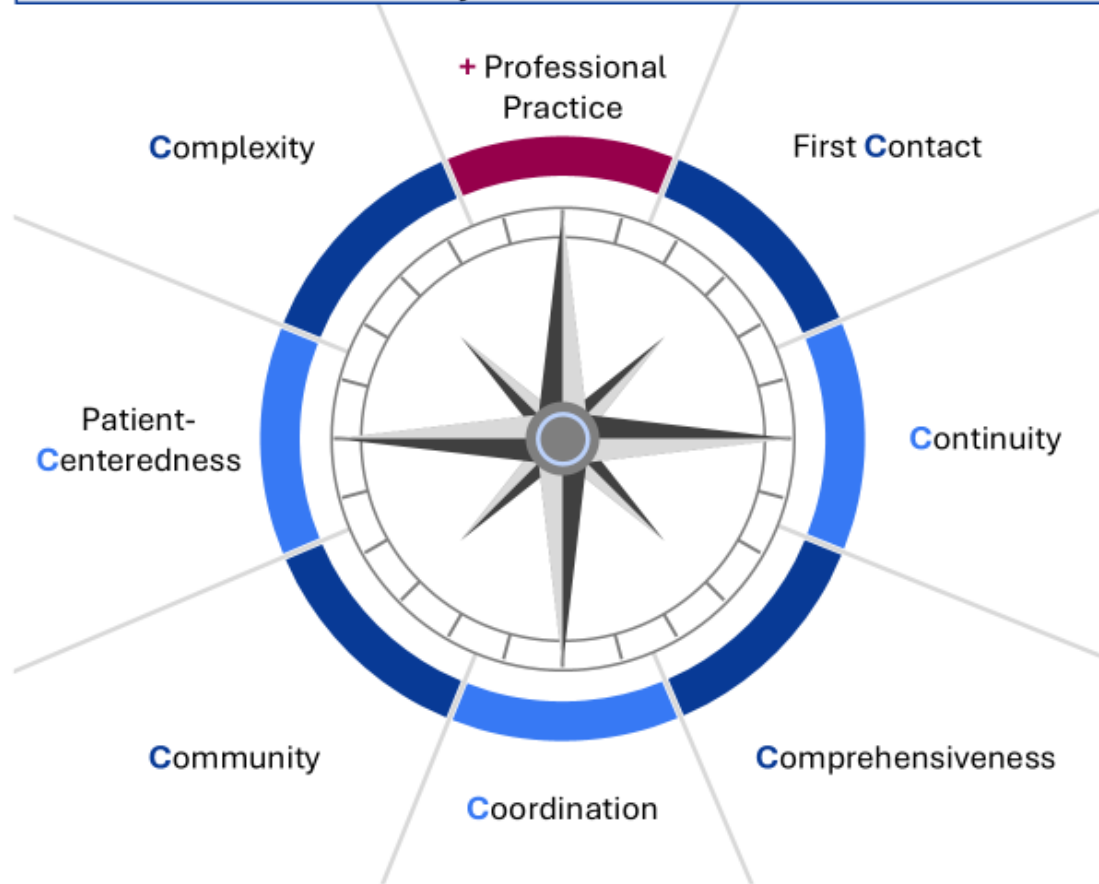 + Professional
Practice
First Contact
Continuity
Comprehensiveness
Coordination
Community
Patient-
Centeredness
Complexity